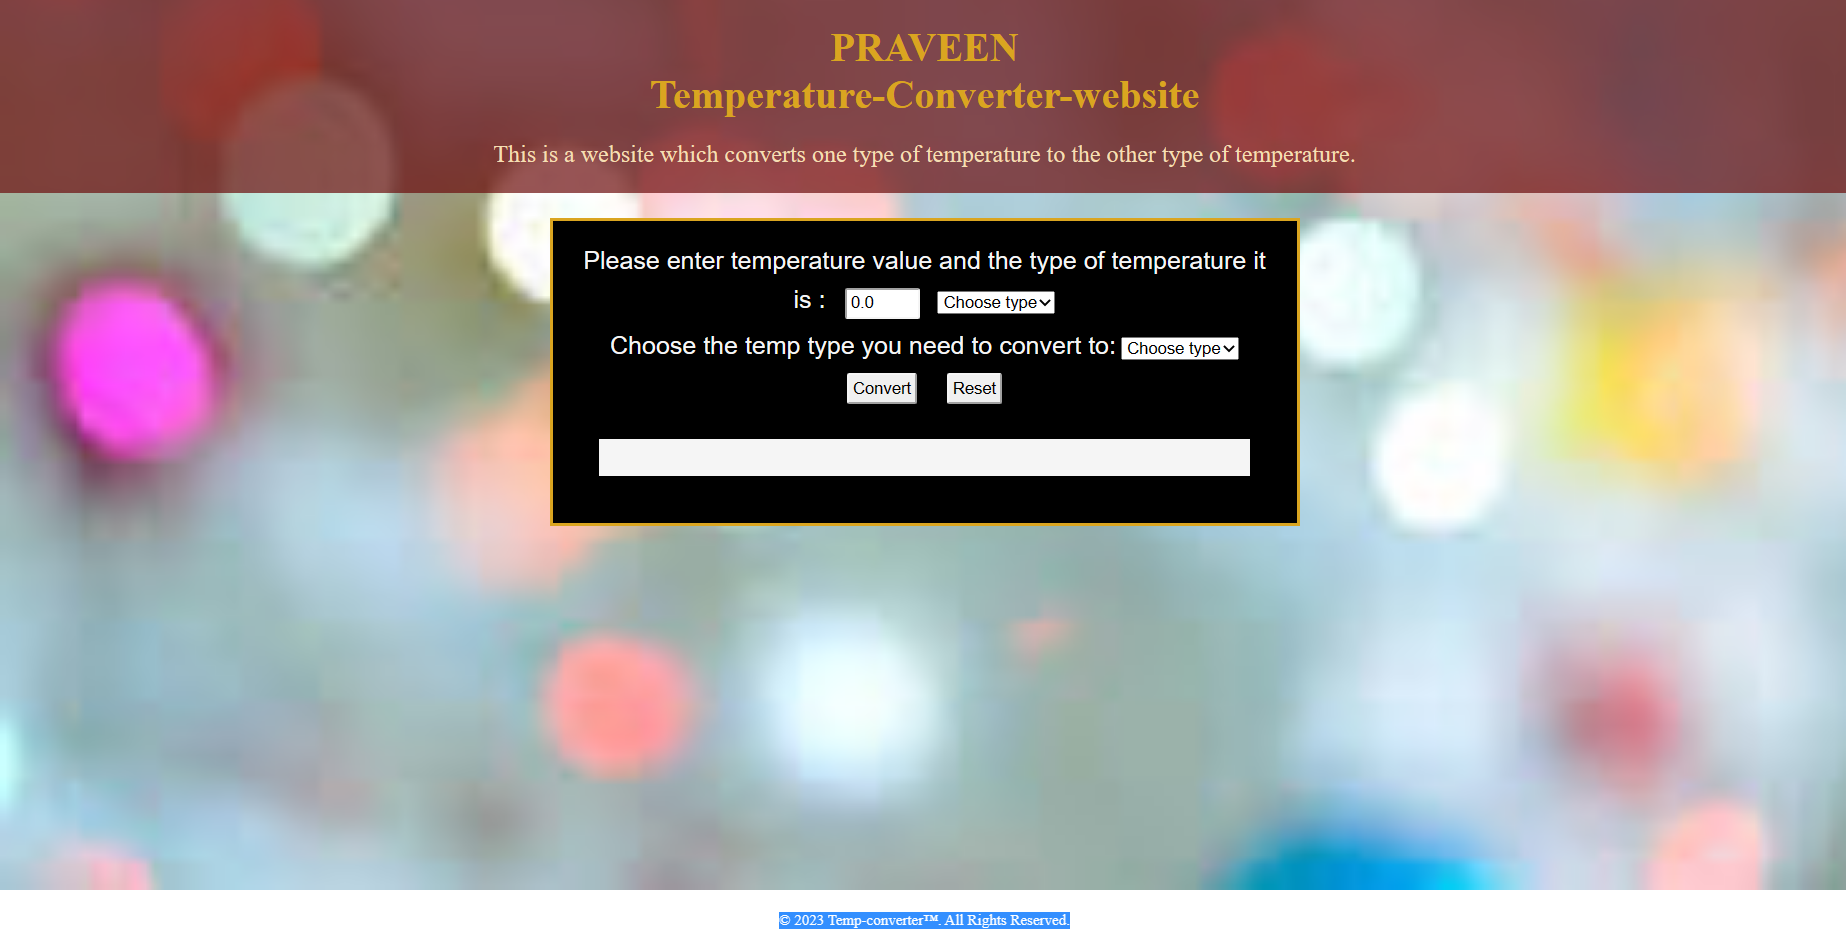 PRAVEEN
Temperature-Converter-website
This is a website which converts one type of temperature to the other type of temperature.
Please enter temperature value and the type of temperature it
is : 0.0 Choose type
Choose the temp type you need to convert to: Choose type
Convert Reset
© 2023 Temp-converter™. All Rights Reserved.